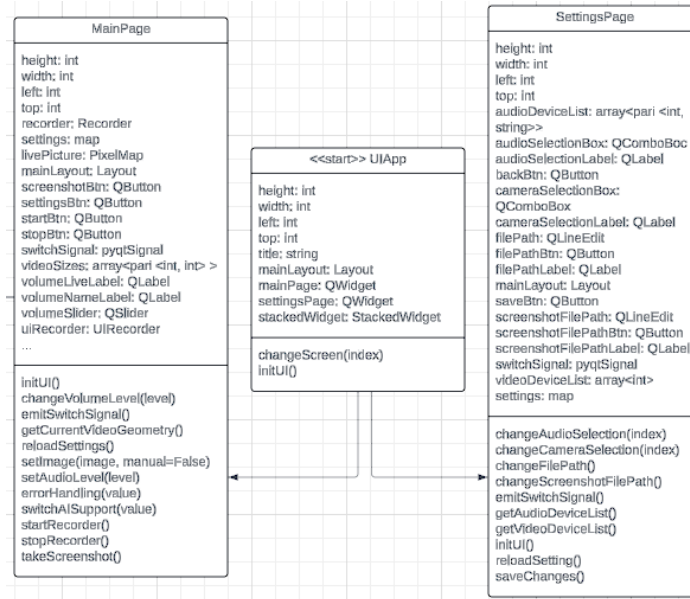 MainPage
height: int
width: int
left: int
top: int
recorder: Recorder
settings: map
livePicture: PixelMap
mainLayout: Layout
screenshotBtn: QButton
settingsBtn: QButton
startBtn: QButton
stopBtn: QButton
switchSignal: pyqtSignal
videoSizes: array<pari <int, int> >
volumeLiveLabel: QLabel
volumeNameLabel: QLabel
volumeSlider: QSlider
uiRecorder: UIRecorder
...
initUI()
changeVolumeLevel(level)
emitSwitchSignal()
getCurrentVideoGeometry()
reloadSettings()
setImage(image, manual=False)
setAudioLevel(level)
errorHandling(value)
switchAISupport(value)
startRecorder()
stopRecorder()
takeScreenshot()
<<start>> UIApp
height: int
width: int
left: int
top: int
title: string
mainLayout: Layout
mainPage: QWidget
settingsPage: QWidget
stackedWidget: StackedWidget
changeScreen(index)
initUI()
SettingsPage
height: int
width: int
left: int
top: int
audioDeviceList: array<pari <int,
string>>
audioSelectionBox: QComboBoc
audioSelectionLabel: QLabel
backBtn: QButton
cameraSelectionBox:
QComboBox
cameraSelectionLabel: QLabel
filePath: QLineEdit
filePathBtn: QButton
filePathLabel: QLabel
mainLayout: Layout
saveBtn: QButton
screenshotFilePath: QLineEdit
screenshotFilePathBtn: QButton
screenshotFilePathLabel: QLabel
switchSignal: pyqtSignal
videoDeviceList: array<int>
settings: map
changeAudioSelection(index)
changeCameraSelection(index)
changeFilePath()
changeScreenshotFilePath()
emitSwitchSignal()
getAudioDeviceList()
getVideoDeviceList()
initUI()
reloadSetting()
saveChanges()